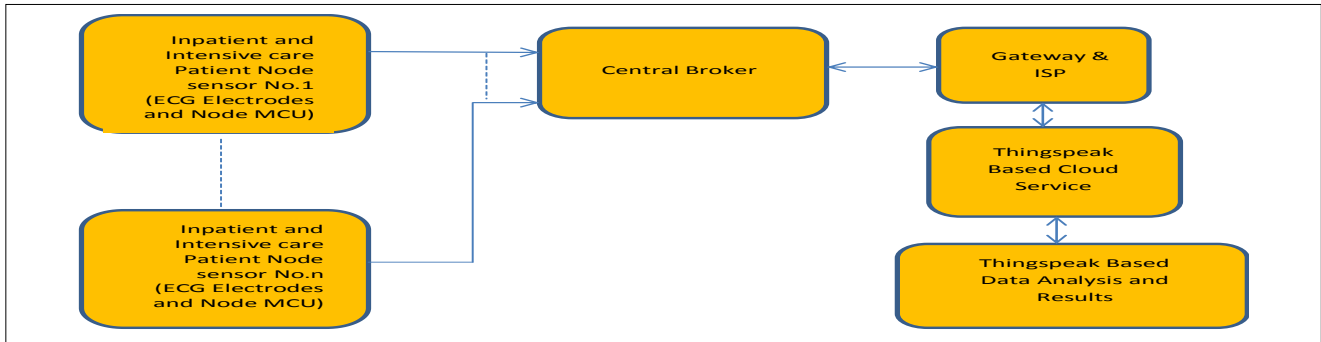 Inpatient and
Intensive care
Patient Node
sensor No.1
(ECG Electrodes
and Node MCU)
Central Broker
Gateway &
ISP
Thingspeak
Based Cloud
Service
Inpatient and
Intensive care
Patient Node
sensor No.n
(ECG Electrodes
and Node MCU)
Thingspeak Based
Data Analysis and
Results